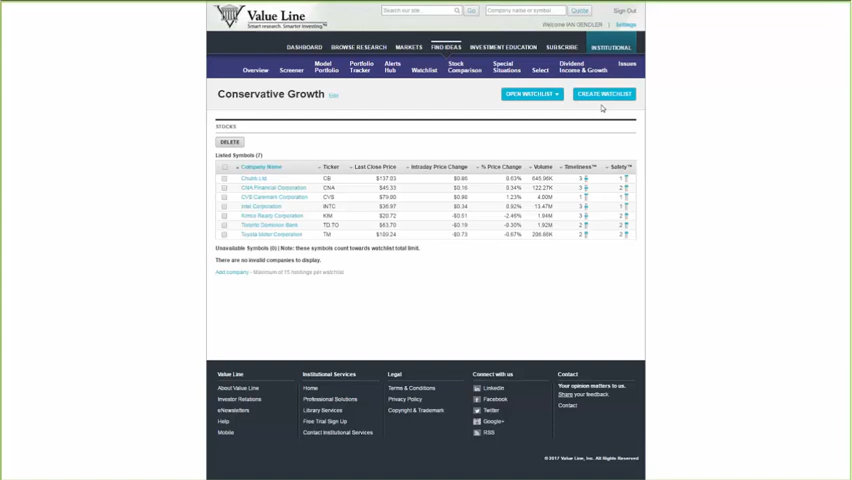 Value Line
Smart research. Smarter investing.™
Search our site
Go
Company name or symbol
Quote
Sign Out
Welcome IAN GENDLER
Settings
DASHBOARD BROWSE RESEARCH MARKETS FIND IDEAS INVESTMENT EDUCATION SUBSCRIBE INSTITUTIONAL
Overview Screener Model Portfolio Portfolio Tracker Alerts Hub Watchlist Stock Comparison Special Situations Select Dividend Income & Growth Issues
Conservative Growth Edit
OPEN WATCHLIST CREATE WATCHLIST
STOCKS
DELETE
Listed Symbols (7)
Company Name Ticker Last Close Price Intraday Price Change % Price Change Volume Timeliness™ Safety™
Chubb Ltd CB $137.03 $0.86 0.63% 645.96K 3 1
CNA Financial Corporation CNA $45.33 $0.16 0.34% 122.27K 3 2
CVS Caremark Corporation CVS $79.00 $0.96 1.23% 4.00M 1 1
Intel Corporation INTC $36.97 $0.34 0.92% 13.47M 3 1
Kimco Realty Corporation KIM $20.72 -$0.51 -2.46% 1.94M 3 2
Toronto Dominion Bank TD.TO $63.70 -$0.19 -0.30% 1.92M 2 2
Toyota Motor Corporation TM -$0.73 -0.67% 2 2
Unavailable Symbols (0) | Note: these symbols count towards watchlist total limit.
There are no invalid companies to display.
Add company - Maximum of 15 holdings per watchlist
Value Line
About Value Line
Investor Relations
eNewsletters
Help
Mobile
Institutional Services
Home
Professional Solutions
Library Services
Free Trial Sign Up
Contact Institutional Services
Legal
Terms & Conditions
Privacy Policy
Copyright & Trademark
Connect with us
LinkedIn
Facebook
Twitter
Google+
RSS
Contact
Your opinion matters to us.
Share your feedback.
Contact
©2017 Value Line, Inc. All Rights Reserved